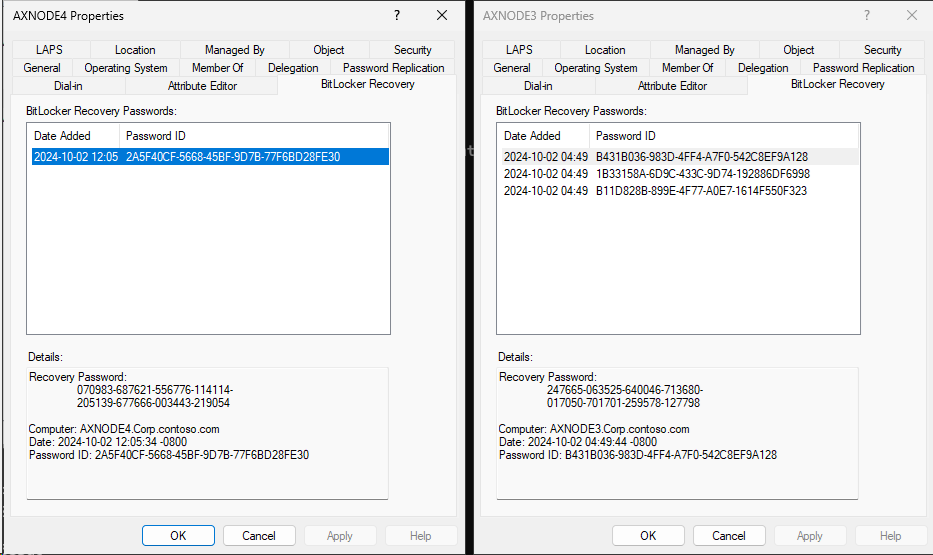 AXNODE4 Properties
?
LAPS Location Managed By Object Security
General Operating System Member Of Delegation Password Replication
Dial-in Attribute Editor BitLocker Recovery
BitLocker Recovery Passwords:
Date Added Password ID
2024-10-02 12:05 2A5F40CF-5668-45BF-9D7B-77F6BD28FE30
Details:
Recovery Password:
070983-687621-556776-114114-
205139-677666-003443-219054
Computer: AXNODE4.Corp.contoso.com
Date: 2024-10-02 12:05:34 -0800
Password ID: 2A5F40CF-5668-45BF-9D7B-77F6BD28FE30
OK Cancel Apply Help
AXNODE3 Properties
?
LAPS Location Managed By Object Security
General Operating System Member Of Delegation Password Replication
Dial-in Attribute Editor BitLocker Recovery
BitLocker Recovery Passwords:
Date Added Password ID
2024-10-02 04:49 B431B036-983D-4FF4-A7F0-542C8EF9A128
2024-10-02 04:49 1B33158A-6D9C-433C-9D74-192886DF6998
2024-10-02 04:49 B11D828B-899E-4F77-A0E7-1614F550F323
Details:
Recovery Password:
247665-063525-640046-713680-
017050-701701-259578-127798
Computer: AXNODE3.Corp.contoso.com
Date: 2024-10-02 04:49:44 -0800
Password ID: B431B036-983D-4FF4-A7F0-542C8EF9A128
OK Cancel Apply Help